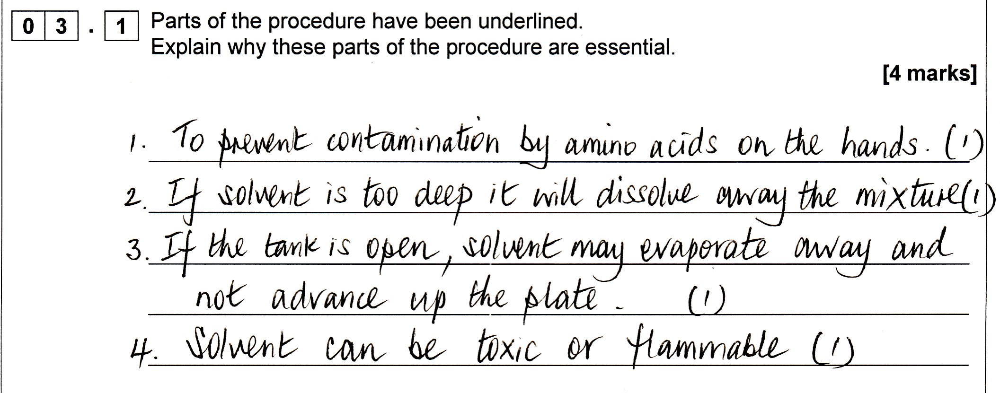 03.1 Parts of the procedure have been underlined.
Explain why these parts of the procedure are essential.
[4 marks]
1. To prevent contamination by amino acids on the hands. (1)
2. If solvent is too deep it will dissolve away the mixture (1)
3. If the tank is open, solvent may evaporate away and
not advance up the plate. (1)
4. Solvent can be toxic or flammable (1)